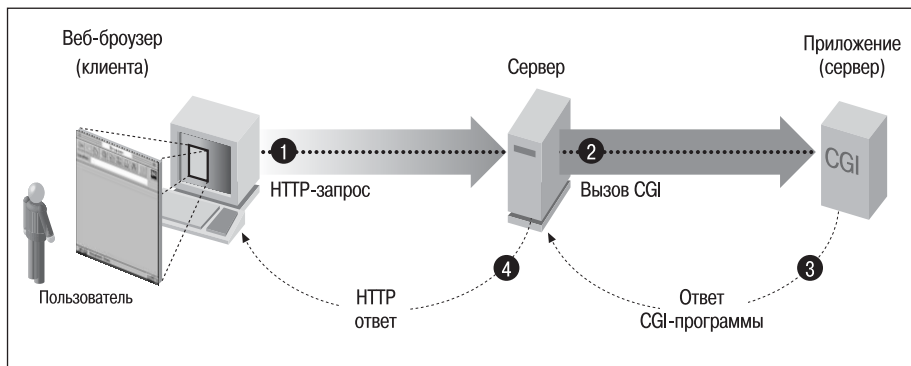 Веб-броузер
(клиента)
Сервер
Приложение
(сервер)
1
2
CGI
HTTP-запрос
Вызов CGI
4
3
Пользователь
HTTP
ответ
Ответ
CGI-программы